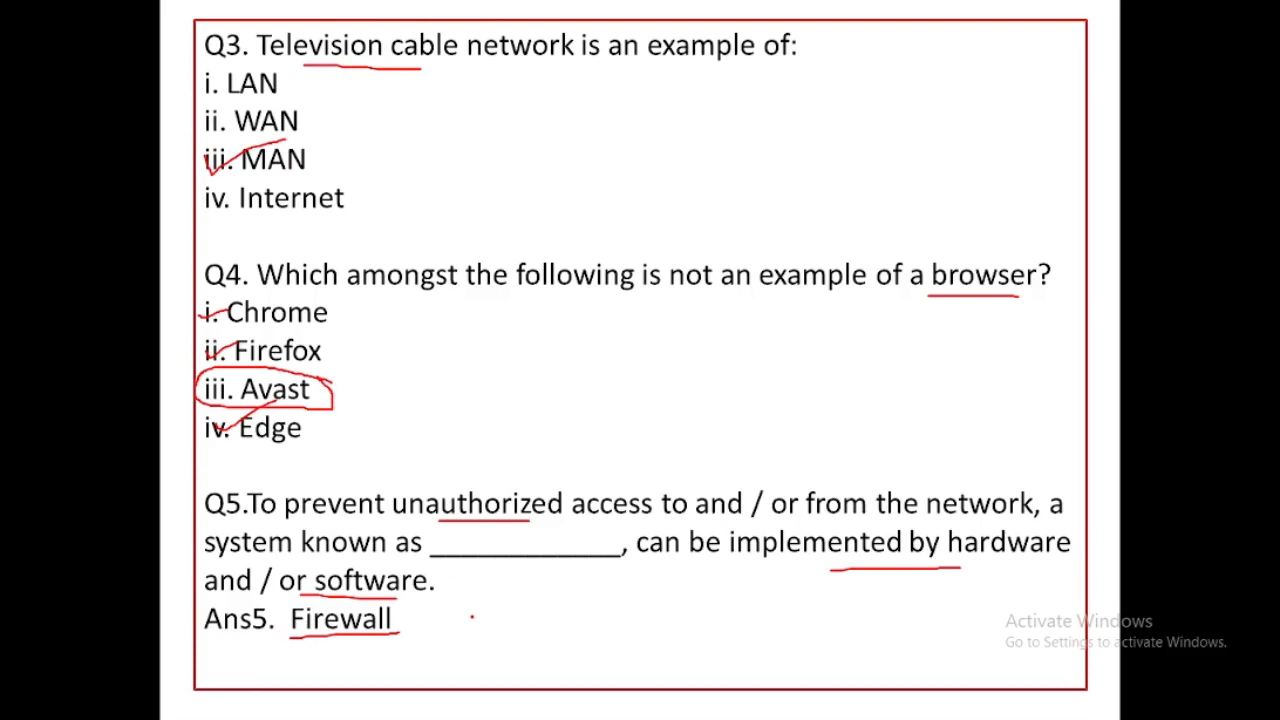 Q3. Television cable network is an example of:
i. LAN
ii. WAN
iii. MAN
iv. Internet
Q4. Which amongst the following is not an example of a browser?
i. Chrome
ii. Firefox
iii. Avast
iv. Edge
Q5.To prevent unauthorized access to and / or from the network, a
system known as _____________, can be implemented by hardware
and / or software.
Ans5. Firewall
Activate Windows
Go to Settings to activate Windows.